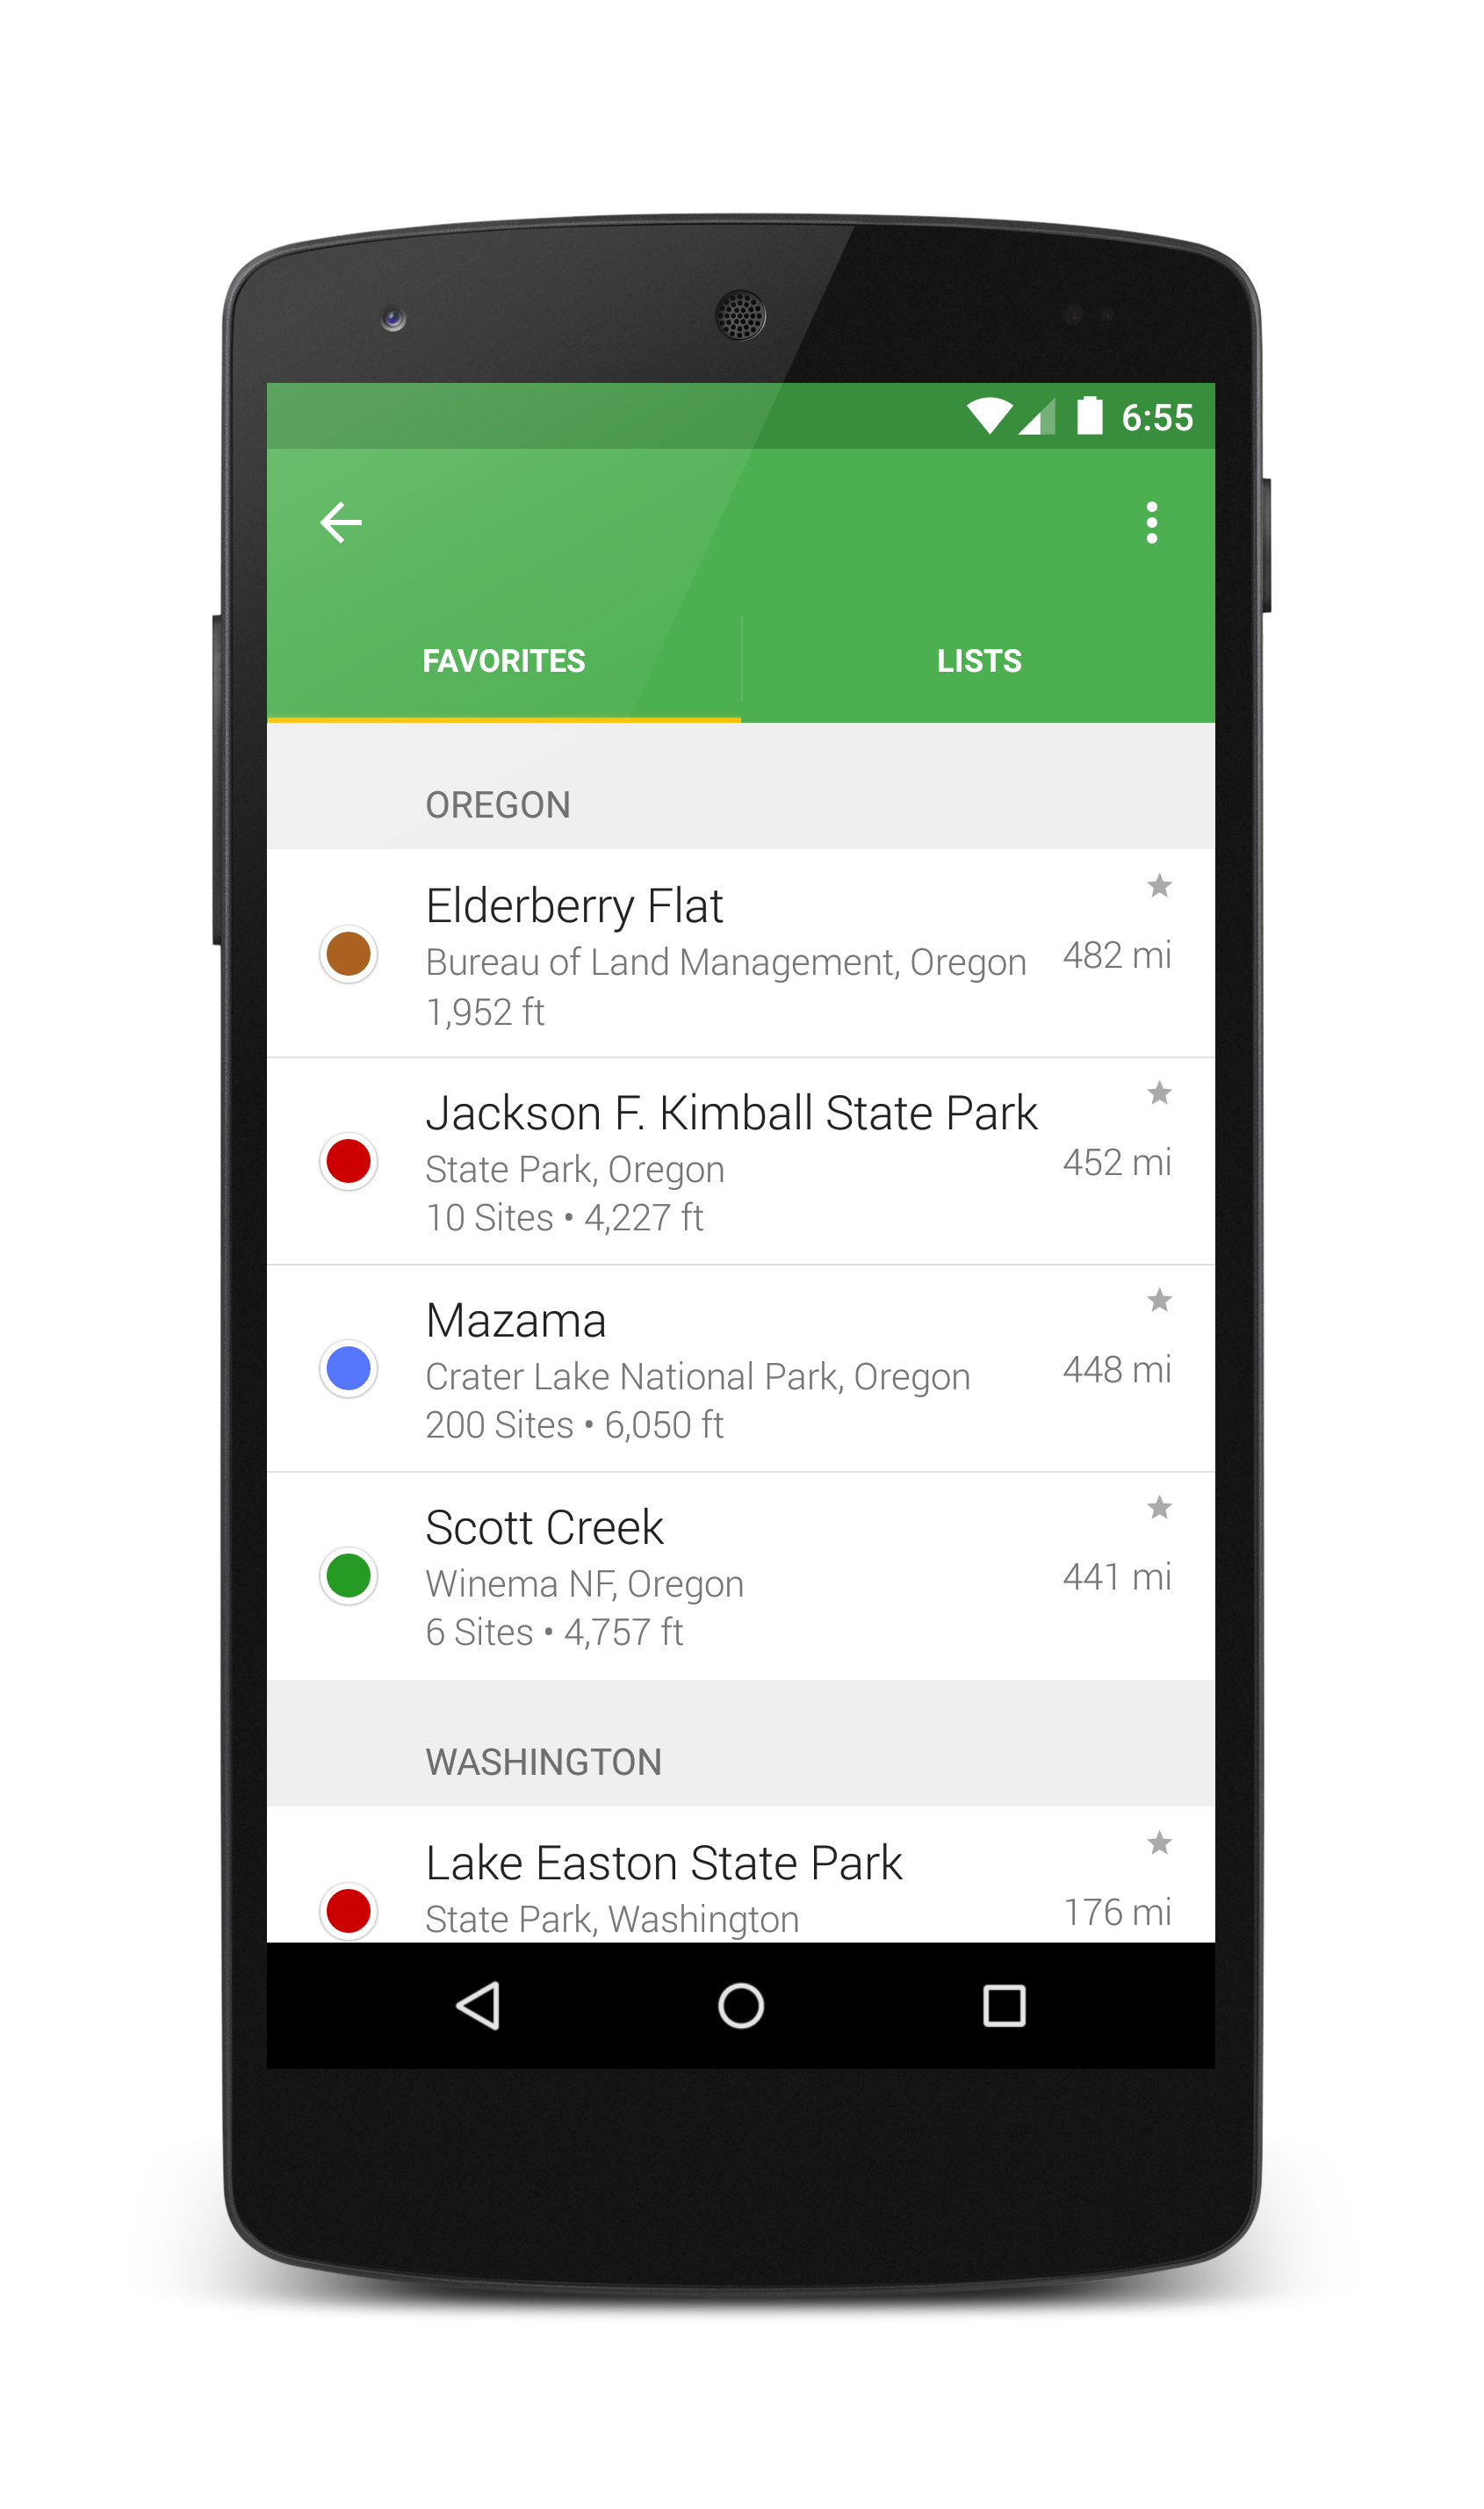 6:55
FAVORITES
LISTS
OREGON
Elderberry Flat
Bureau of Land Management, Oregon
482 mi
1,952 ft
Jackson F. Kimball State Park
State Park, Oregon
452 mi
10 Sites • 4,227 ft
Mazama
Crater Lake National Park, Oregon
448 mi
200 Sites • 6,050 ft
Scott Creek
Winema NF, Oregon
441 mi
6 Sites • 4,757 ft
WASHINGTON
Lake Easton State Park
State Park, Washington
176 mi